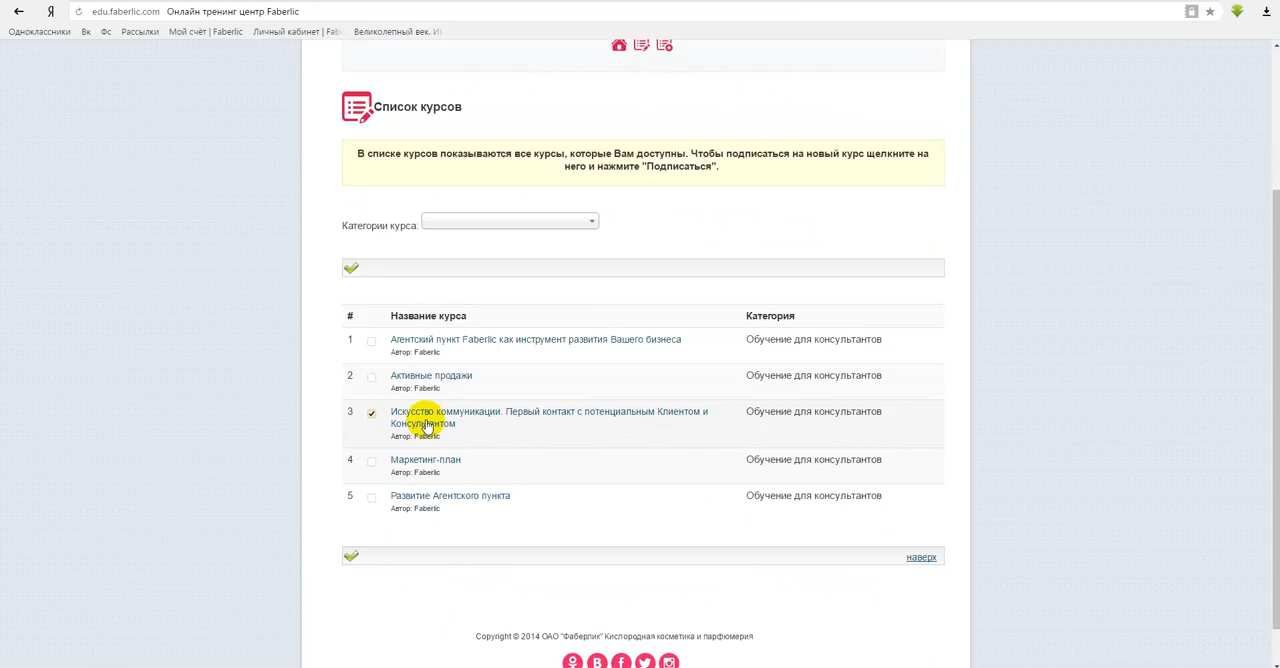 edu.faberlic.com Онлайн тренинг центр Faberlic
Одноклассники Вк Фс Рассылки Мой счёт | Faberlic Личный кабинет | Fab Великолепный век. И
Список курсов
В списке курсов показываются все курсы, которые Вам доступны. Чтобы подписаться на новый курс щелкните на
него и нажмите "Подписаться".
Категории курса:
# Название курса Категория
1 Агентский пункт Faberlic как инструмент развития Вашего бизнеса Обучение для консультантов
Автор: Faberlic
2 Активные продажи Обучение для консультантов
Автор: Faberlic
3 Искусство коммуникации. Первый контакт с потенциальным Клиентом и Обучение для консультантов
Консультантом
Автор: Faberlic
4 Маркетинг-план Обучение для консультантов
Автор: Faberlic
5 Развитие Агентского пункта Обучение для консультантов
Автор: Faberlic
наверх
Copyright © 2014 ОАО "Фаберлик" Кислородная косметика и парфюмерия